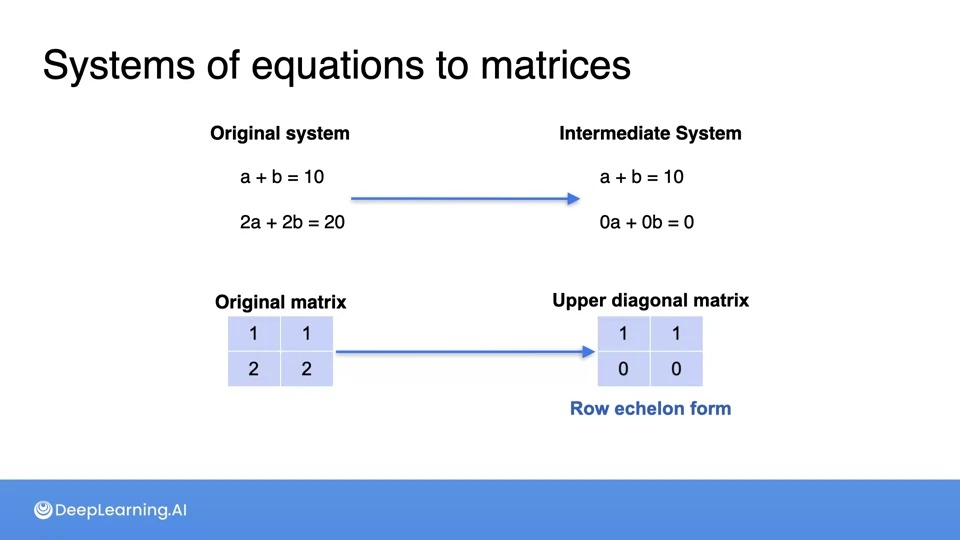 Systems of equations to matrices
Original system
Intermediate System
a + b = 10
a + b = 10
2a + 2b = 20
0a + 0b = 0
Original matrix
Upper diagonal matrix
1 1
1 1
2 2
0 0
Row echelon form
DeepLearning.AI